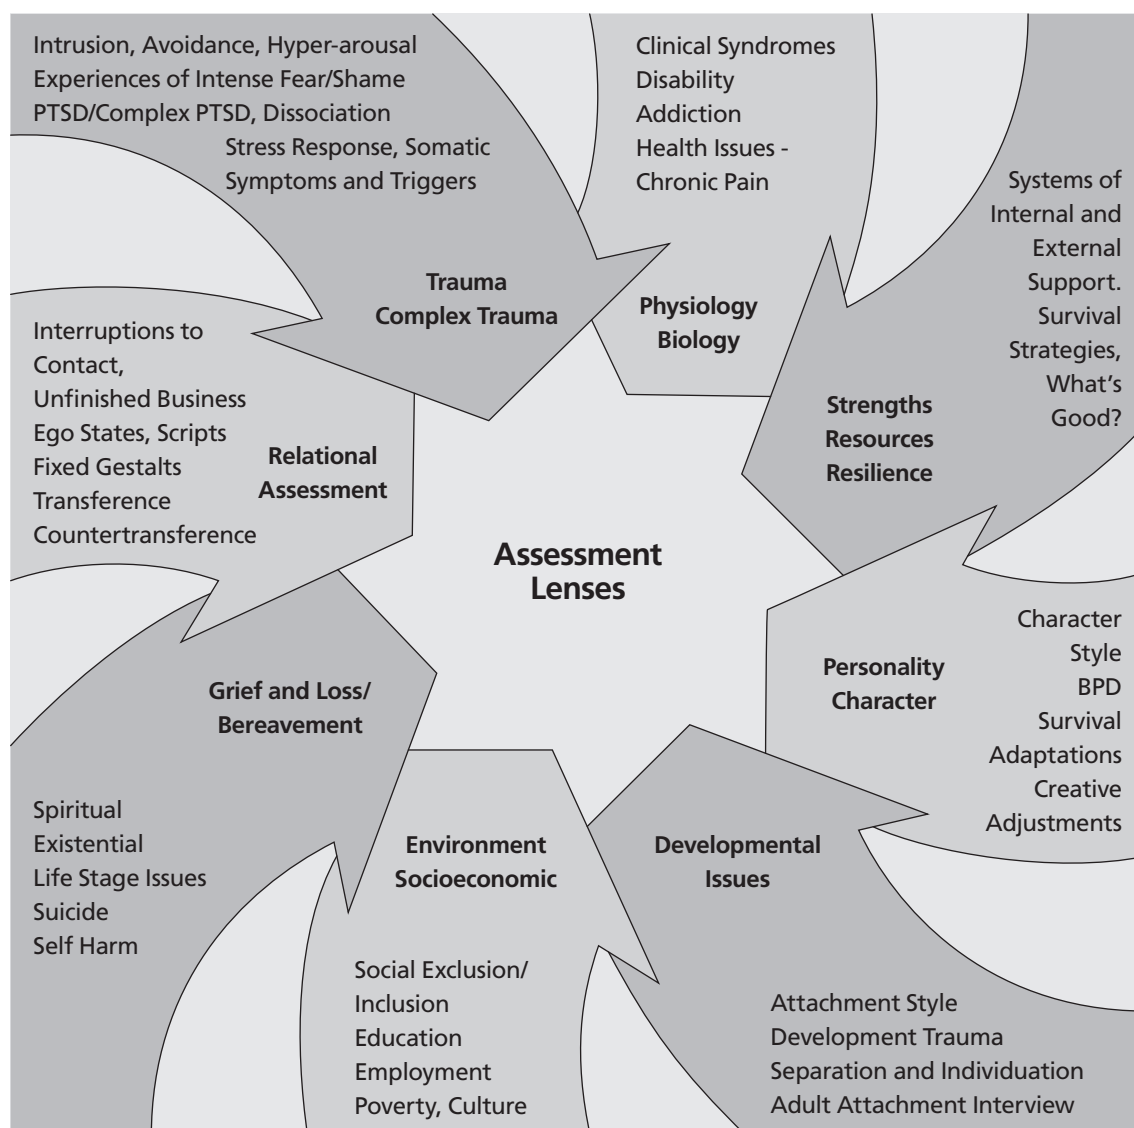 Intrusion, Avoidance, Hyper-arousal
Experiences of Intense Fear/Shame
PTSD/Complex PTSD, Dissociation
Stress Response, Somatic
Symptoms and Triggers
Trauma
Complex Trauma
Clinical Syndromes
Disability
Addiction
Health Issues -
Chronic Pain
Physiology
Biology
Systems of
Internal and
External
Support.
Survival
Strategies,
What's
Good?
Strengths
Resources
Resilience
Interruptions to
Contact,
Unfinished Business
Ego States, Scripts
Fixed Gestalts
Transference
Countertransference
Relational
Assessment
Assessment
Lenses
Personality
Character
Character
Style
BPD
Survival
Adaptations
Creative
Adjustments
Grief and Loss/
Bereavement
Spiritual
Existential
Life Stage Issues
Suicide
Self Harm
Environment
Socioeconomic
Social Exclusion/
Inclusion
Education
Employment
Poverty, Culture
Developmental
Issues
Attachment Style
Development Trauma
Separation and Individuation
Adult Attachment Interview